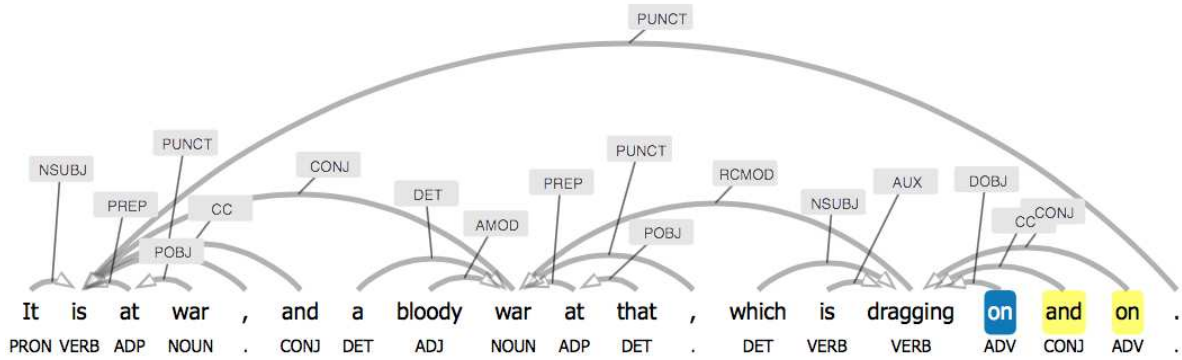 PUNCT
PUNCT
PUNCT
CONJ
NSUBJ
RCMOD
AUX
DOBJ
DET
PREP
PREP
CC
NSUBJ
CC
CONJ
AMOD
POBJ
POBJ
It is at war , and a bloody war at that , which is dragging on and on .
PRON VERB ADP NOUN . CONJ DET ADJ NOUN ADP DET . DET VERB VERB ADV CONJ ADV .